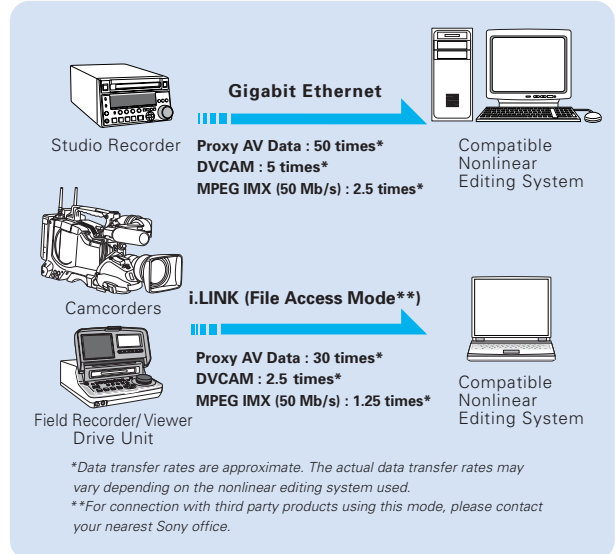 Gigabit Ethernet
Studio Recorder
Proxy AV Data : 50 times*
DVCAM : 5 times*
MPEG IMX (50 Mb/s) : 2.5 times*
Compatible
Nonlinear
Editing System
Camcorders
i.LINK (File Access Mode**)
Proxy AV Data : 30 times*
DVCAM : 2.5 times*
MPEG IMX (50 Mb/s) : 1.25 times*
Field Recorder/ Viewer
Drive Unit
Compatible
Nonlinear
Editing System
*Data transfer rates are approximate. The actual data transfer rates may
vary depending on the nonlinear editing system used.
**For connection with third party products using this mode, please contact
your nearest Sony office.